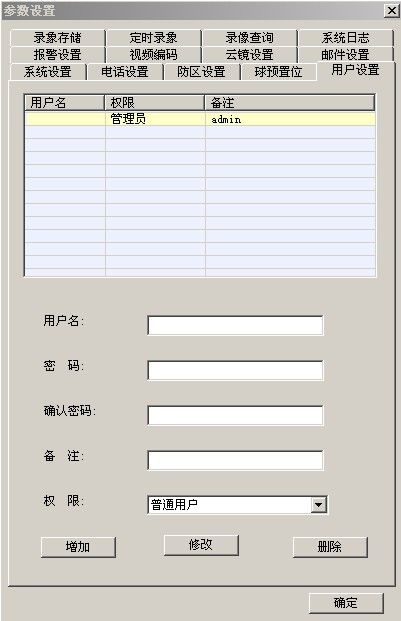 参数设置
录象存储 定时录象 录像查询 系统日志
报警设置 视频编码 云镜设置 邮件设置
系统设置 电话设置 防区设置 球预置位 用户设置
用户名 权限 备注
管理员 admin
用户名:
密 码:
确认密码:
备 注:
权 限: 普通用户
增加 修改 删除
确定